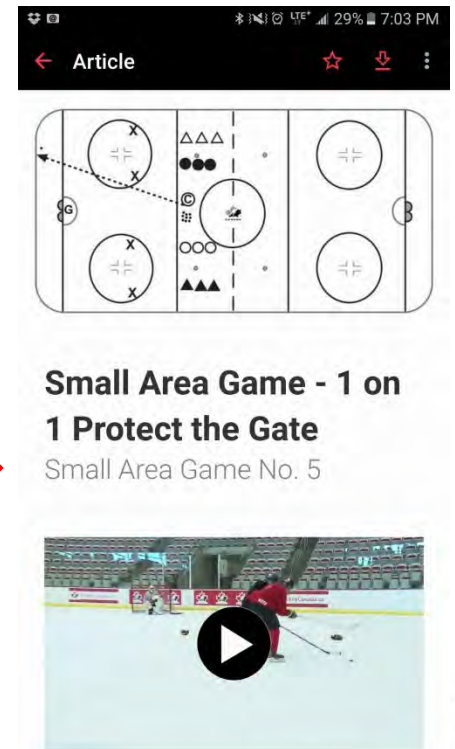 LTE+ 29% 7:03 PM
Article
X
X
C
G
X
X
Small Area Game - 1 on
1 Protect the Gate
Small Area Game No. 5